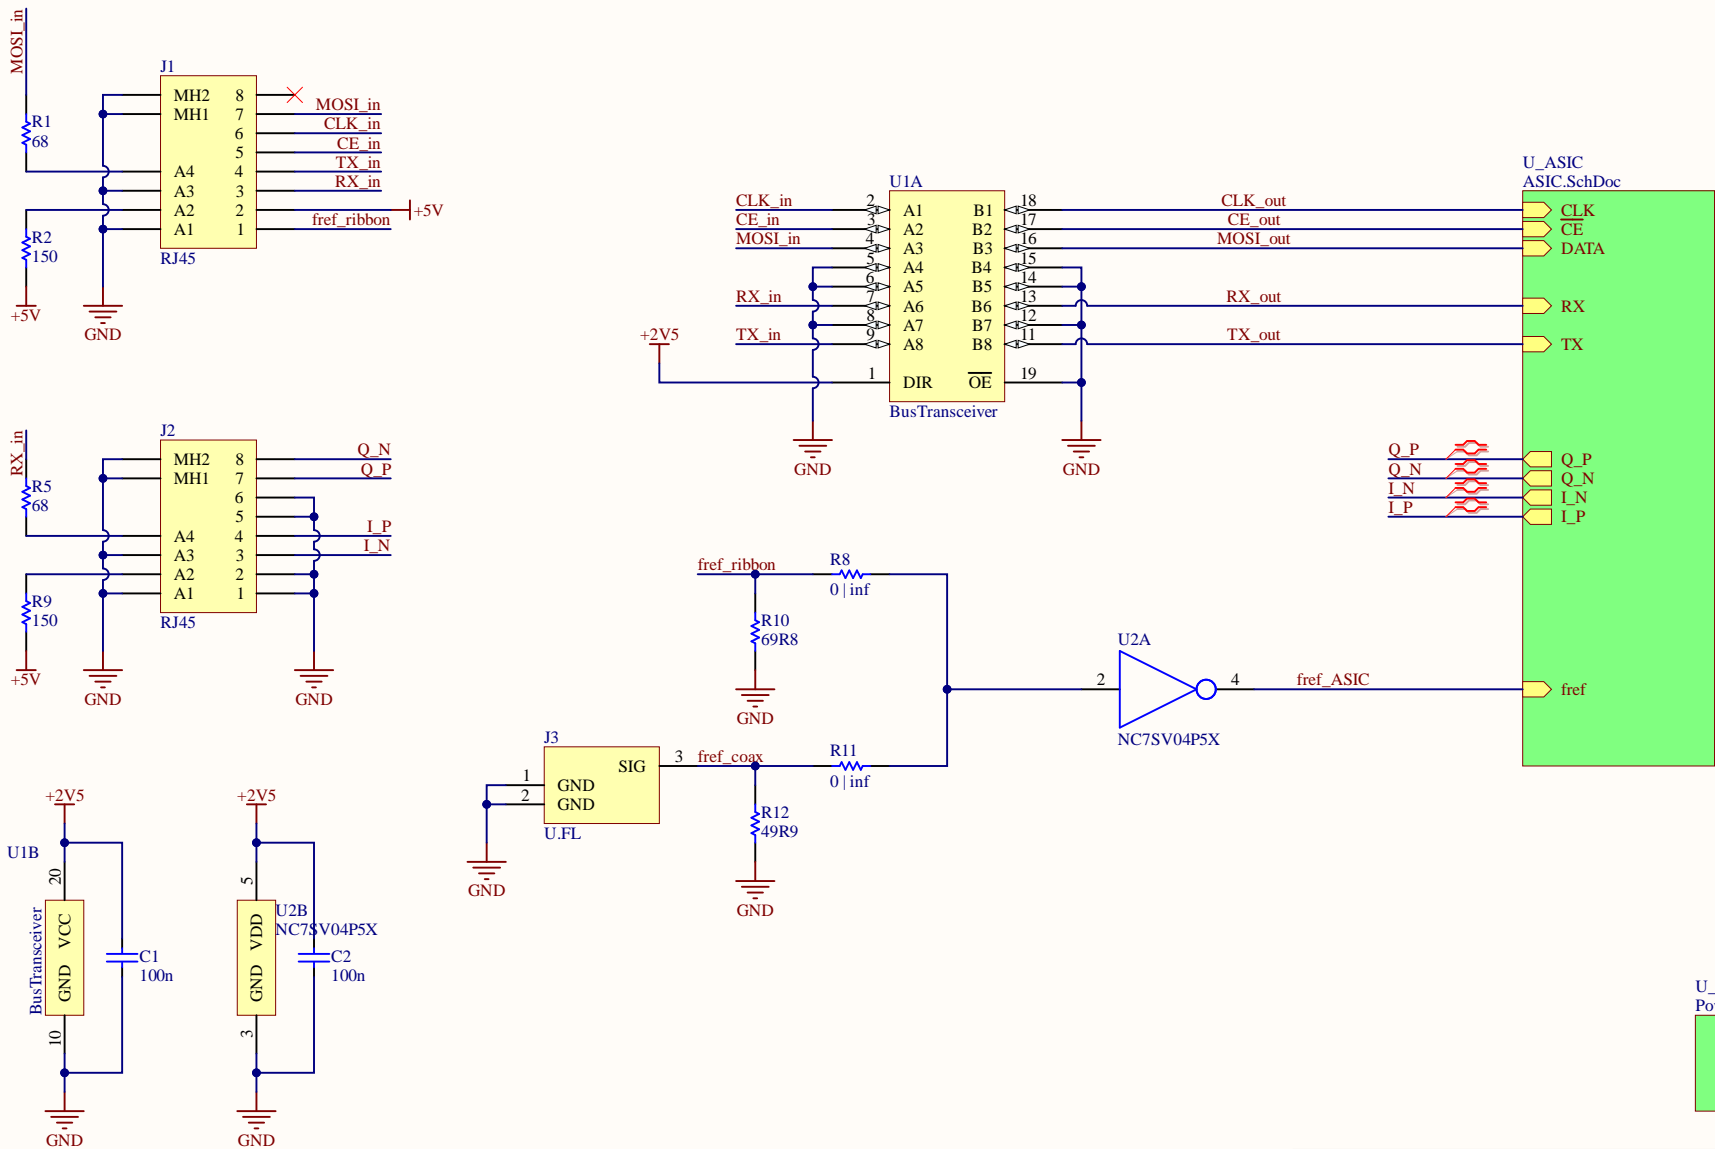 MOSI_in
R1
68
R2
150
+5V
J1
MH2
MH1
A4
A3
A2
A1
8
7
6
5
4
3
2
1
RJ45
GND
MOSI_in
CLK_in
CE_in
TX_in
RX_in
+5V
fref_ribbon
RX_in
R5
68
R9
150
+5V
J2
MH2
MH1
A4
A3
A2
A1
8
7
6
5
4
3
2
1
RJ45
GND
GND
Q_N
Q_P
I_P
I_N
U1A
CLK_in
CE_in
MOSI_in
RX_in
TX_in
+2V5
2
3
4
5
6
7
8
9
1
A1
A2
A3
A4
A5
A6
A7
A8
DIR
B1
B2
B3
B4
B5
B6
B7
B8
OE
18
17
16
15
14
13
12
11
19
BusTransceiver
GND
GND
CLK_out
CE_out
MOSI_out
RX_out
TX_out
U_ASIC
ASIC.SchDoc
CLK
CE
DATA
RX
TX
Q_P
Q_N
I_N
I_P
Q_P
Q_N
I_N
I_P
fref
fref_ribbon
R8
0 | inf
R10
69R8
GND
U2A
2
4
NC7SV04P5X
fref_ASIC
J3
SIG
3
fref_coax
1
GND
2
GND
U.FL
GND
R11
0 | inf
R12
49R9
GND
+2V5
U1B
20
VCC
GND
BusTransceiver
10
C1
100n
GND
+2V5
5
U2B
NC7SV04P5X
VDD
GND
3
C2
100n
GND
U_